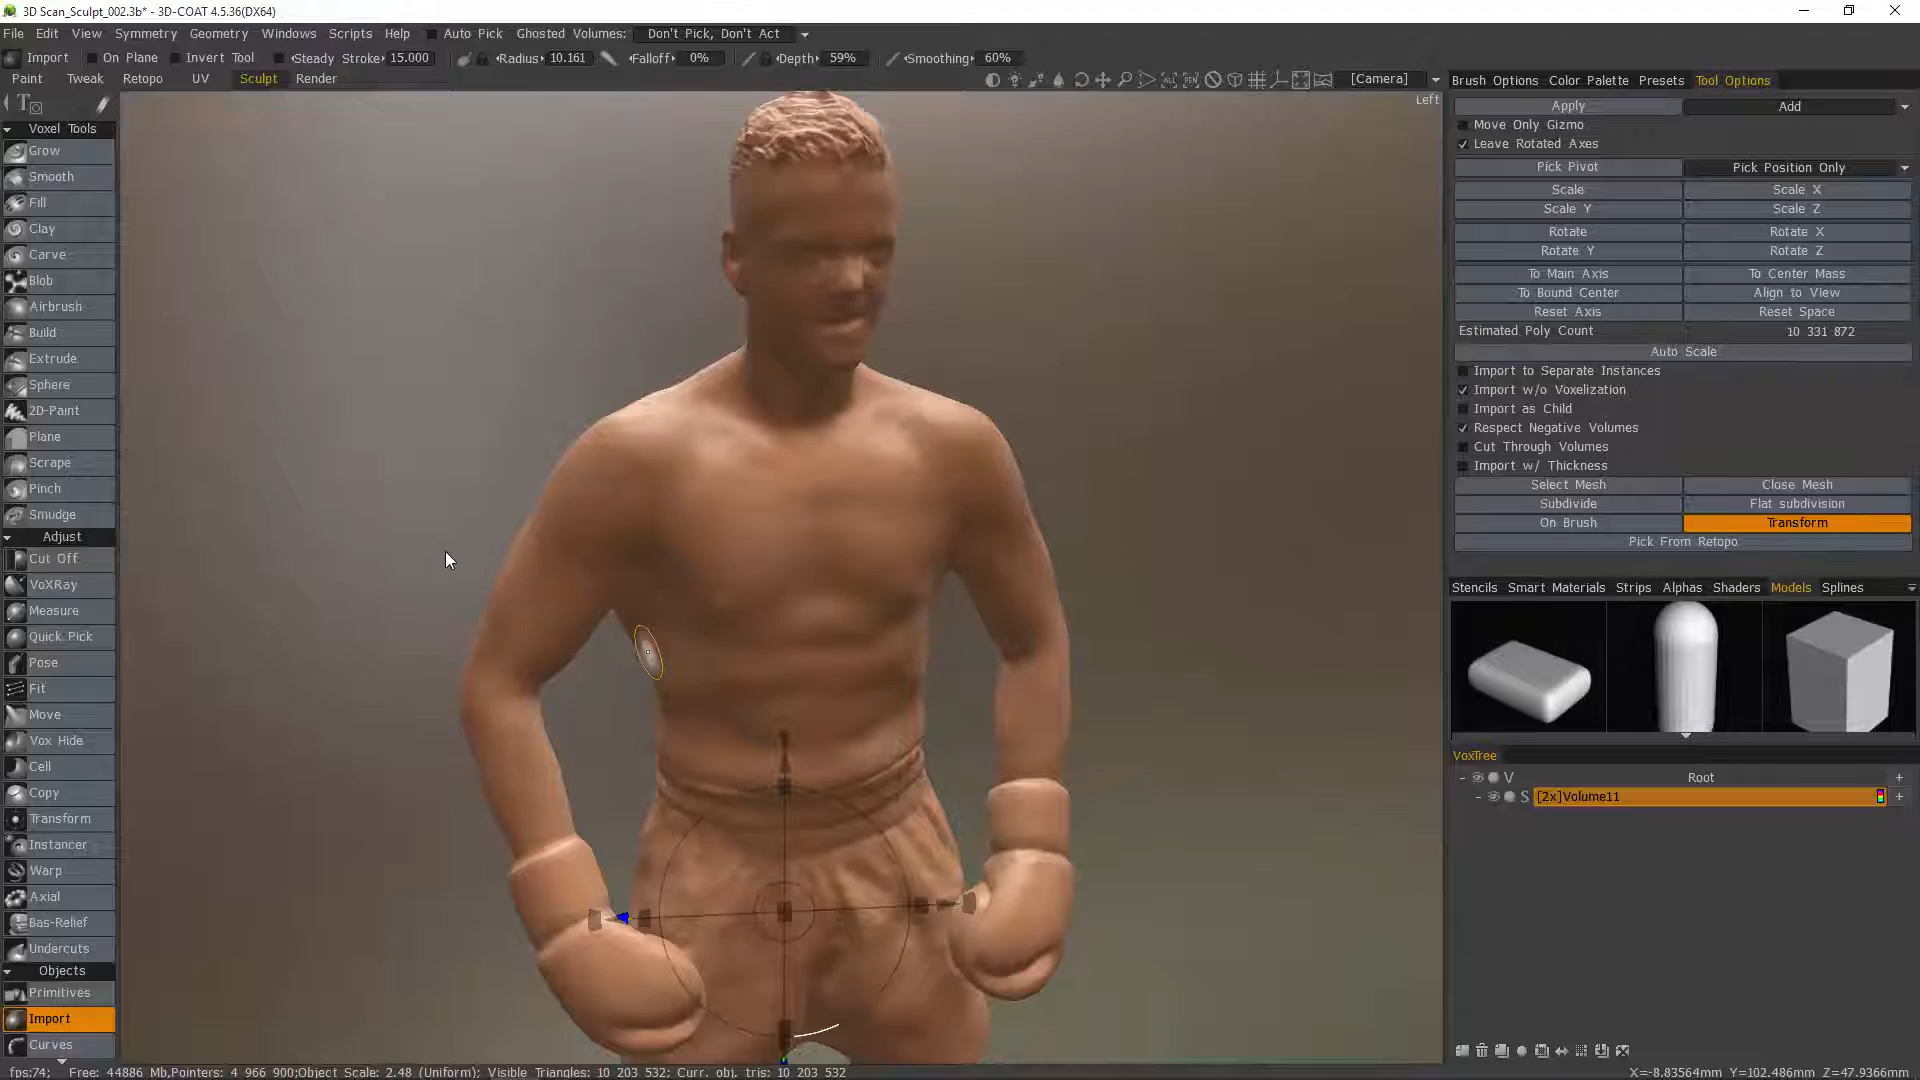 3D Scan_Sculpt_002.3b* - 3D-COAT 4.5.36(DX64)
File Edit View Symmetry Geometry Windows Scripts Help Auto Pick Ghosted Volumes: Don't Pick, Don't Act
Import On Plane Invert Tool Steady Stroke 15.000 Radius 10.161 Falloff 0% Depth 59% Smoothing 60%
Paint Tweak Retopo UV Sculpt Render [Camera]
Left
Voxel Tools
Grow
Smooth
Fill
Clay
Carve
Blob
Airbrush
Build
Extrude
Sphere
2D-Paint
Plane
Scrape
Pinch
Smudge
Adjust
Cut Off
VoXRay
Measure
Quick Pick
Pose
Fit
Move
Vox Hide
Cell
Copy
Transform
Instancer
Warp
Axial
Bas-Relief
Undercuts
Objects
Primitives
Import
Curves
Brush Options Color Palette Presets Tool Options
Apply Add
Move Only Gizmo
Leave Rotated Axes
Pick Pivot Pick Position Only
Scale Scale X
Scale Y Scale Z
Rotate Rotate X
Rotate Y Rotate Z
To Main Axis To Center Mass
To Bound Center Align to View
Reset Axis Reset Space
Estimated Poly Count 10 331 872
Auto Scale
Import to Separate Instances
Import w/o Voxelization
Import as Child
Respect Negative Volumes
Cut Through Volumes
Import w/ Thickness
Select Mesh Close Mesh
Subdivide Flat subdivision
On Brush Transform
Pick From Retopo
Stencils Smart Materials Strips Alphas Shaders Models Splines
VoxTree
V Root +
S [2x]Volume11 +
fps:74; Free: 44886 Mb,Pointers: 4 966 900;Object Scale: 2.48 (Uniform); Visible Triangles: 10 203 532; Curr. obj. tris: 10 203 532 X=-8.83564mm Y=102.486mm Z=47.9366mm